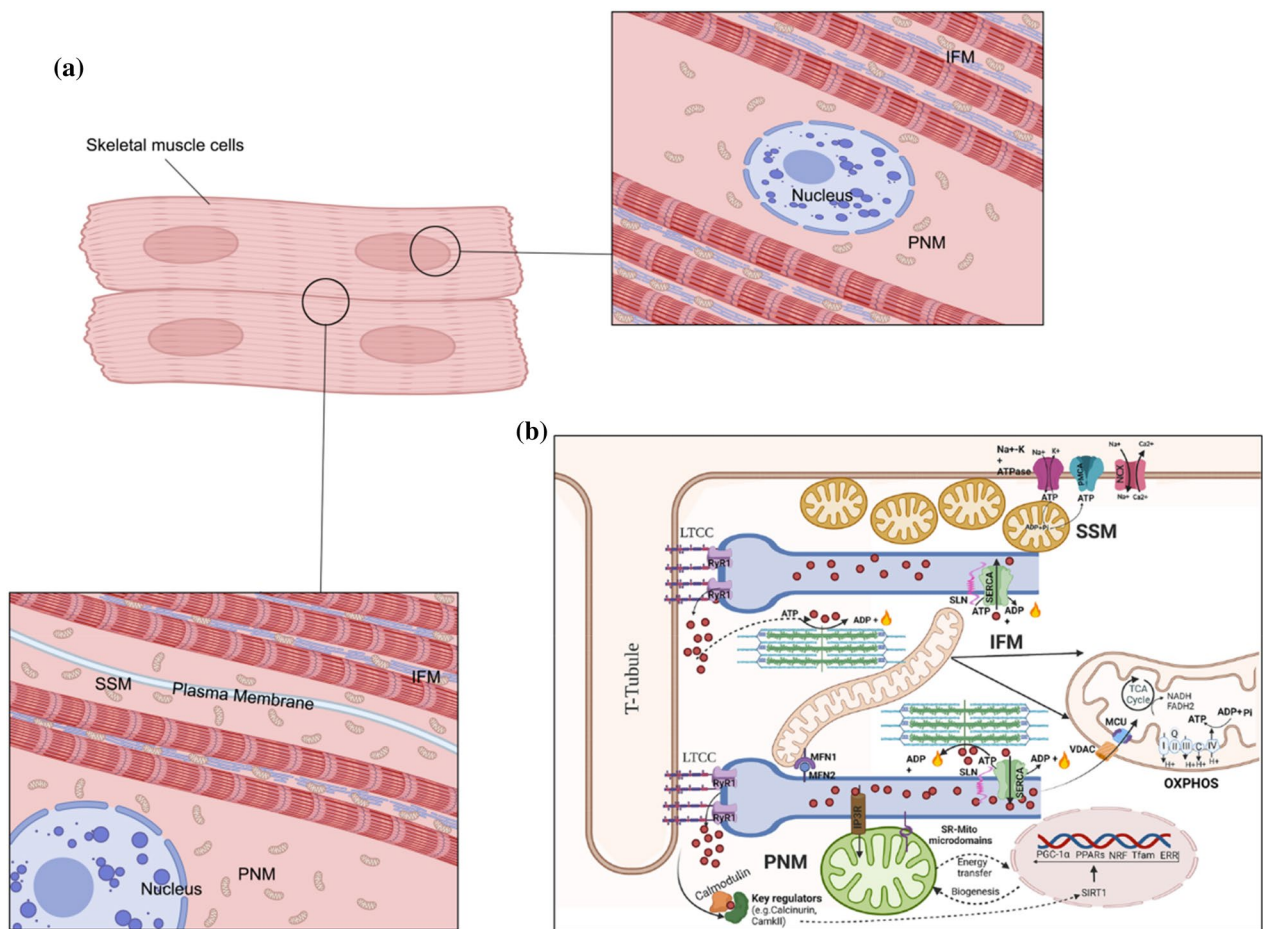 (a)
Skeletal muscle cells
IFM
Nucleus
PNM
SSM
Plasma Membrane
IFM
Nucleus
PNM
(b)
Na+-K
+
ATPase
Na+
K+
ATP
PMCA
ATP
Na+
Ca2+
NCX
Na+
Ca2+
ADP+Pi
SSM
LTCC
RyR1
RyR1
SLN
SERCA
ATP
ADP
+
ATP
ADP +
IFM
T-Tubule
TCA
Cycle
NADH
FADH2
MCU
VDAC
ATP
ADP+Pi
I
Q
II
III
C
IV
H+
H+
H+
H+
OXPHOS
LTCC
RyR1
RyR1
MFN1
MFN2
ADP
+
ATP
SLN
SERCA
ADP +
IP3R
SR-Mito
microdomains
PNM
Energy
transfer
Biogenesis
PGC-1α PPARs NRF Tfam ERR
SIRT1
Calmodulin
Key regulators
(e.g.Calcinurin,
CamkII)